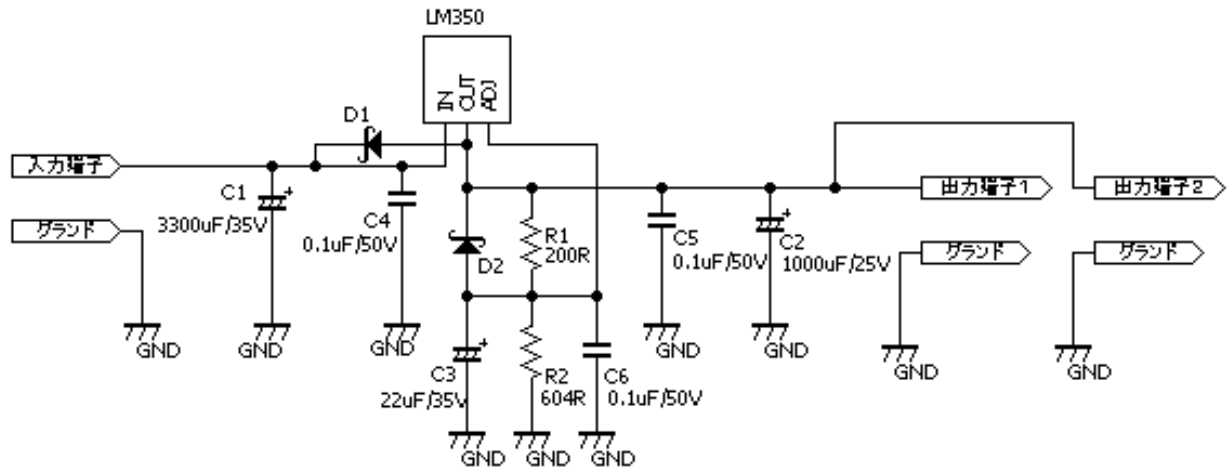 LM350
IN
OUT
ADJ
D1
入力端子
C1
3300uF/35V
C4
0.1uF/50V
グランド
D2
R1
200R
C5
0.1uF/50V
C2
1000uF/25V
出力端子1
出力端子2
グランド
グランド
GND
GND
GND
GND
GND
GND
GND
C3
22uF/35V
R2
604R
C6
0.1uF/50V
GND
GND
GND